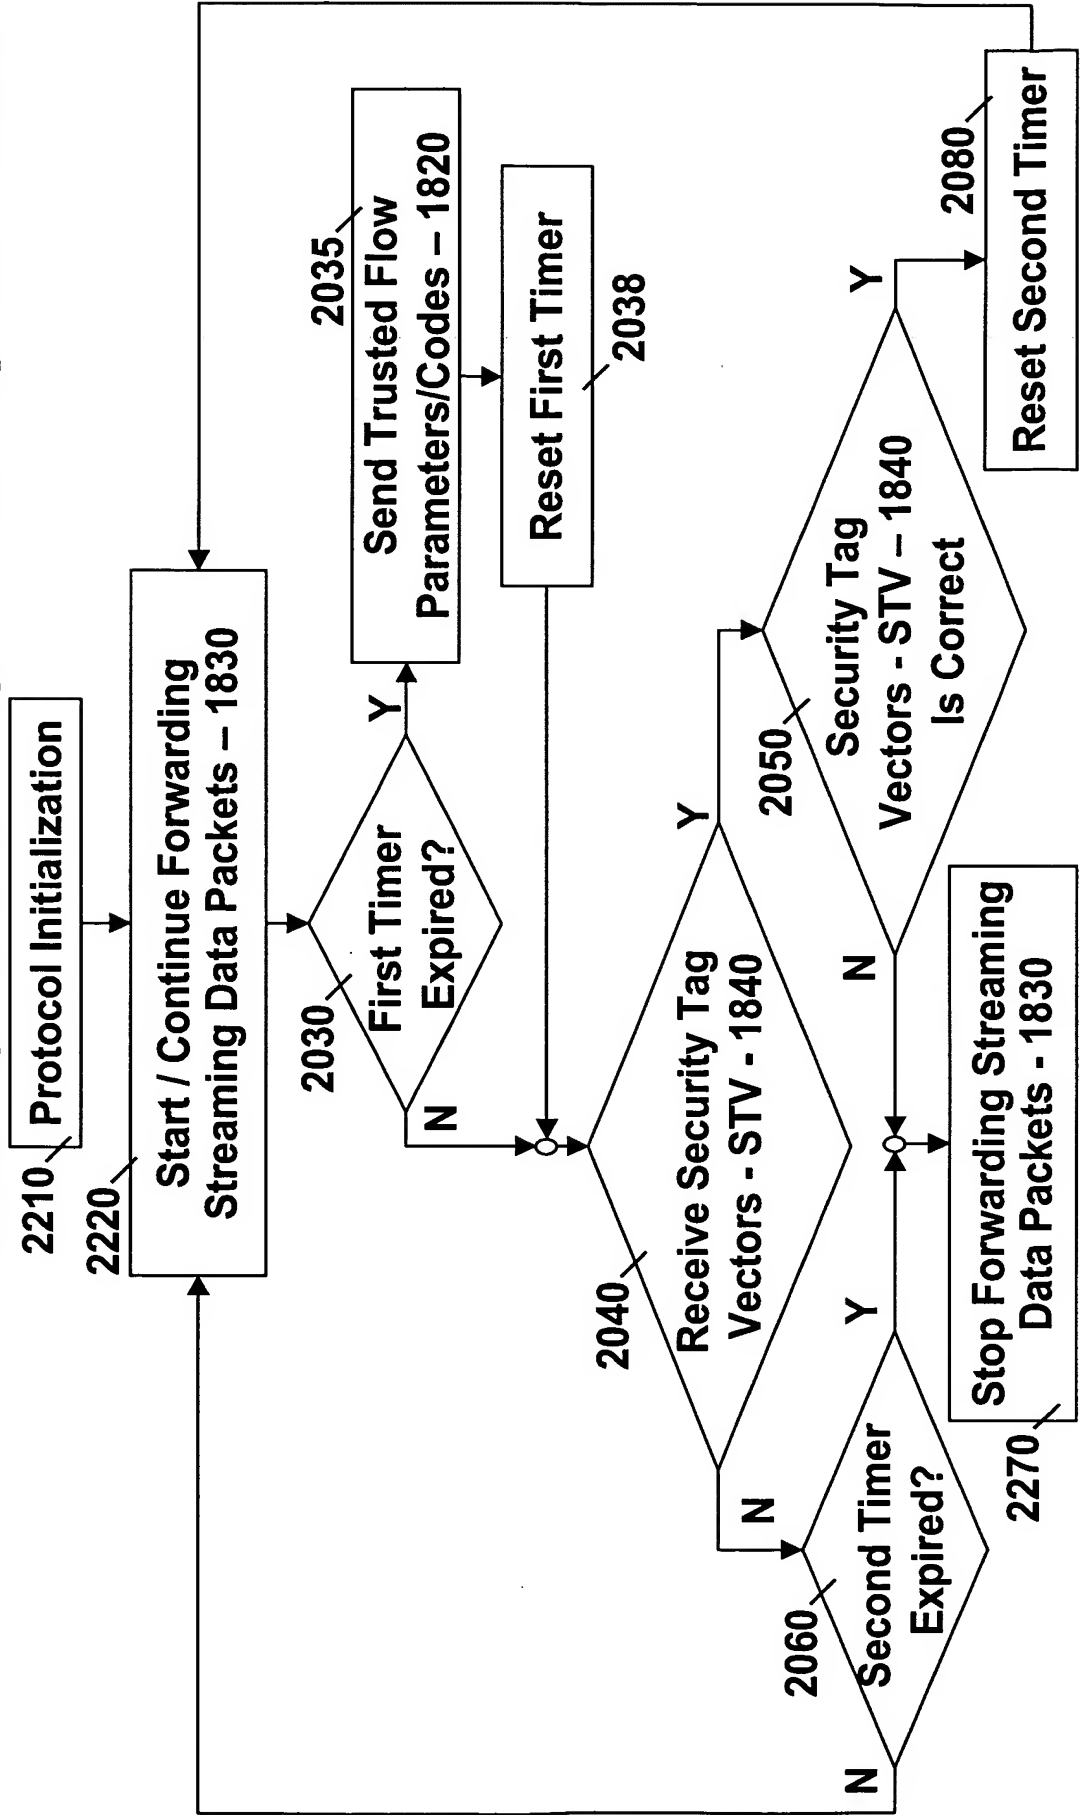 2210
Protocol Initialization
2220
Start / Continue Forwarding
Streaming Data Packets – 1830
2030
First Timer
Expired?
Y
N
2035
Send Trusted Flow
Parameters/Codes – 1820
Reset First Timer
2038
2040
Receive Security Tag
Vectors - STV - 1840
Y
N
2050
Security Tag
Vectors - STV – 1840
Is Correct
Y
N
2080
Reset Second Timer
2060
Second Timer
Expired?
Y
N
2270
Stop Forwarding Streaming
Data Packets - 1830